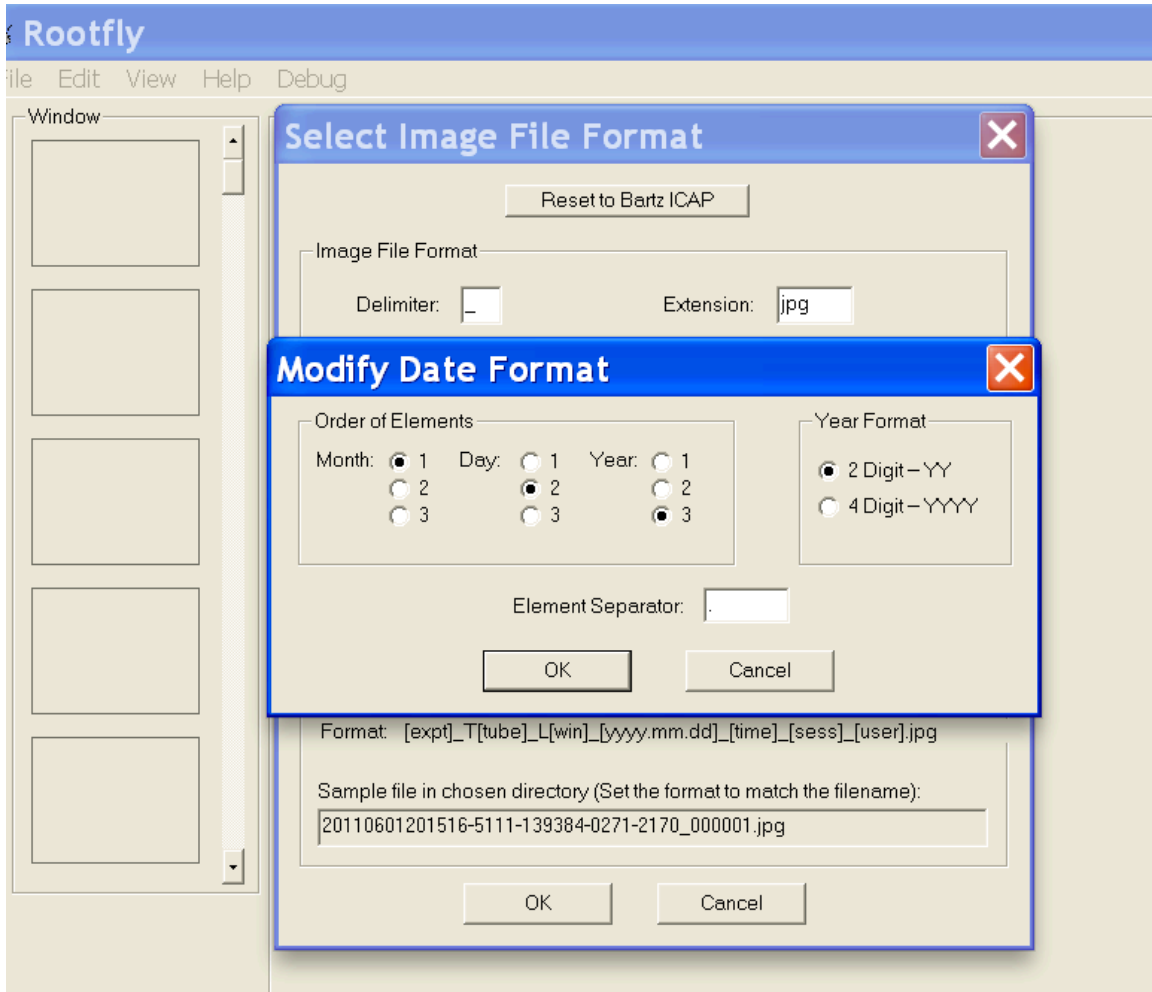 Rootfly
File Edit View Help Debug
Window
Select Image File Format
Reset to Bartz ICAP
Image File Format
Delimiter: _ Extension: jpg
Modify Date Format
Order of Elements
Year Format
Month: 1 Day: 1 Year: 1
2 2 2
3 3 3
2 Digit – YY
4 Digit – YYYY
Element Separator: .
OK Cancel
Format: [expt]_T[tube]_L[win]_[yyyy.mm.dd]_[time]_[sess]_[user].jpg
Sample file in chosen directory (Set the format to match the filename):
20110601201516-5111-139384-0271-2170_000001.jpg
OK Cancel